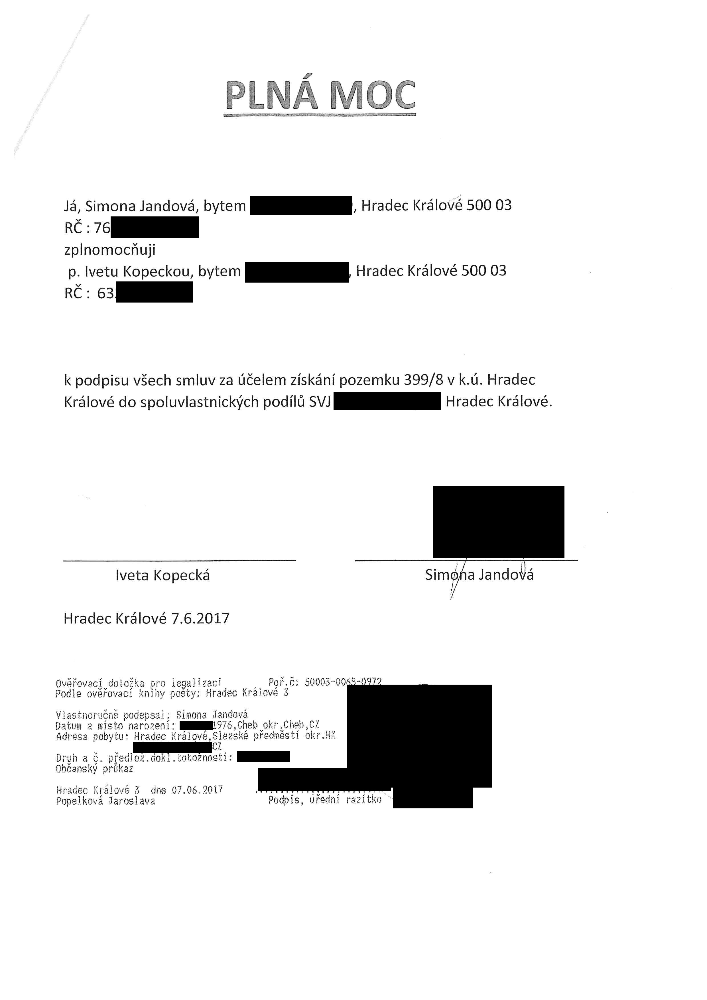 PLNÁ MOC
Já, Simona Jandová, bytem , Hradec Králové 500 03
RČ : 76
zplnomocňuji
p. Ivetu Kopeckou, bytem , Hradec Králové 500 03
RČ : 63.
k podpisu všech smluv za účelem získání pozemku 399/8 v k.ú. Hradec
Králové do spoluvlastnických podílů SVJ Hradec Králové.
Iveta Kopecká Simona Jandová
Hradec Králové 7.6.2017
Ověřovací doložka pro legalizaci Poř.č: 50003-0065-0972
Podle ověřovací knihy pošty: Hradec Králové 3
Vlastnoručně podepsal: Simona Jandová
Datum a místo narození: 1976,Cheb okr.Cheb,CZ
Adresa pobytu: Hradec Králové,Slezské předměstí okr.HK
CZ
Druh a č. předlož.dokl.totožnosti:
Občanský průkaz
Hradec Králové 3 dne 07.06.2017
Popelková Jaroslava Podpis, úřední razítko